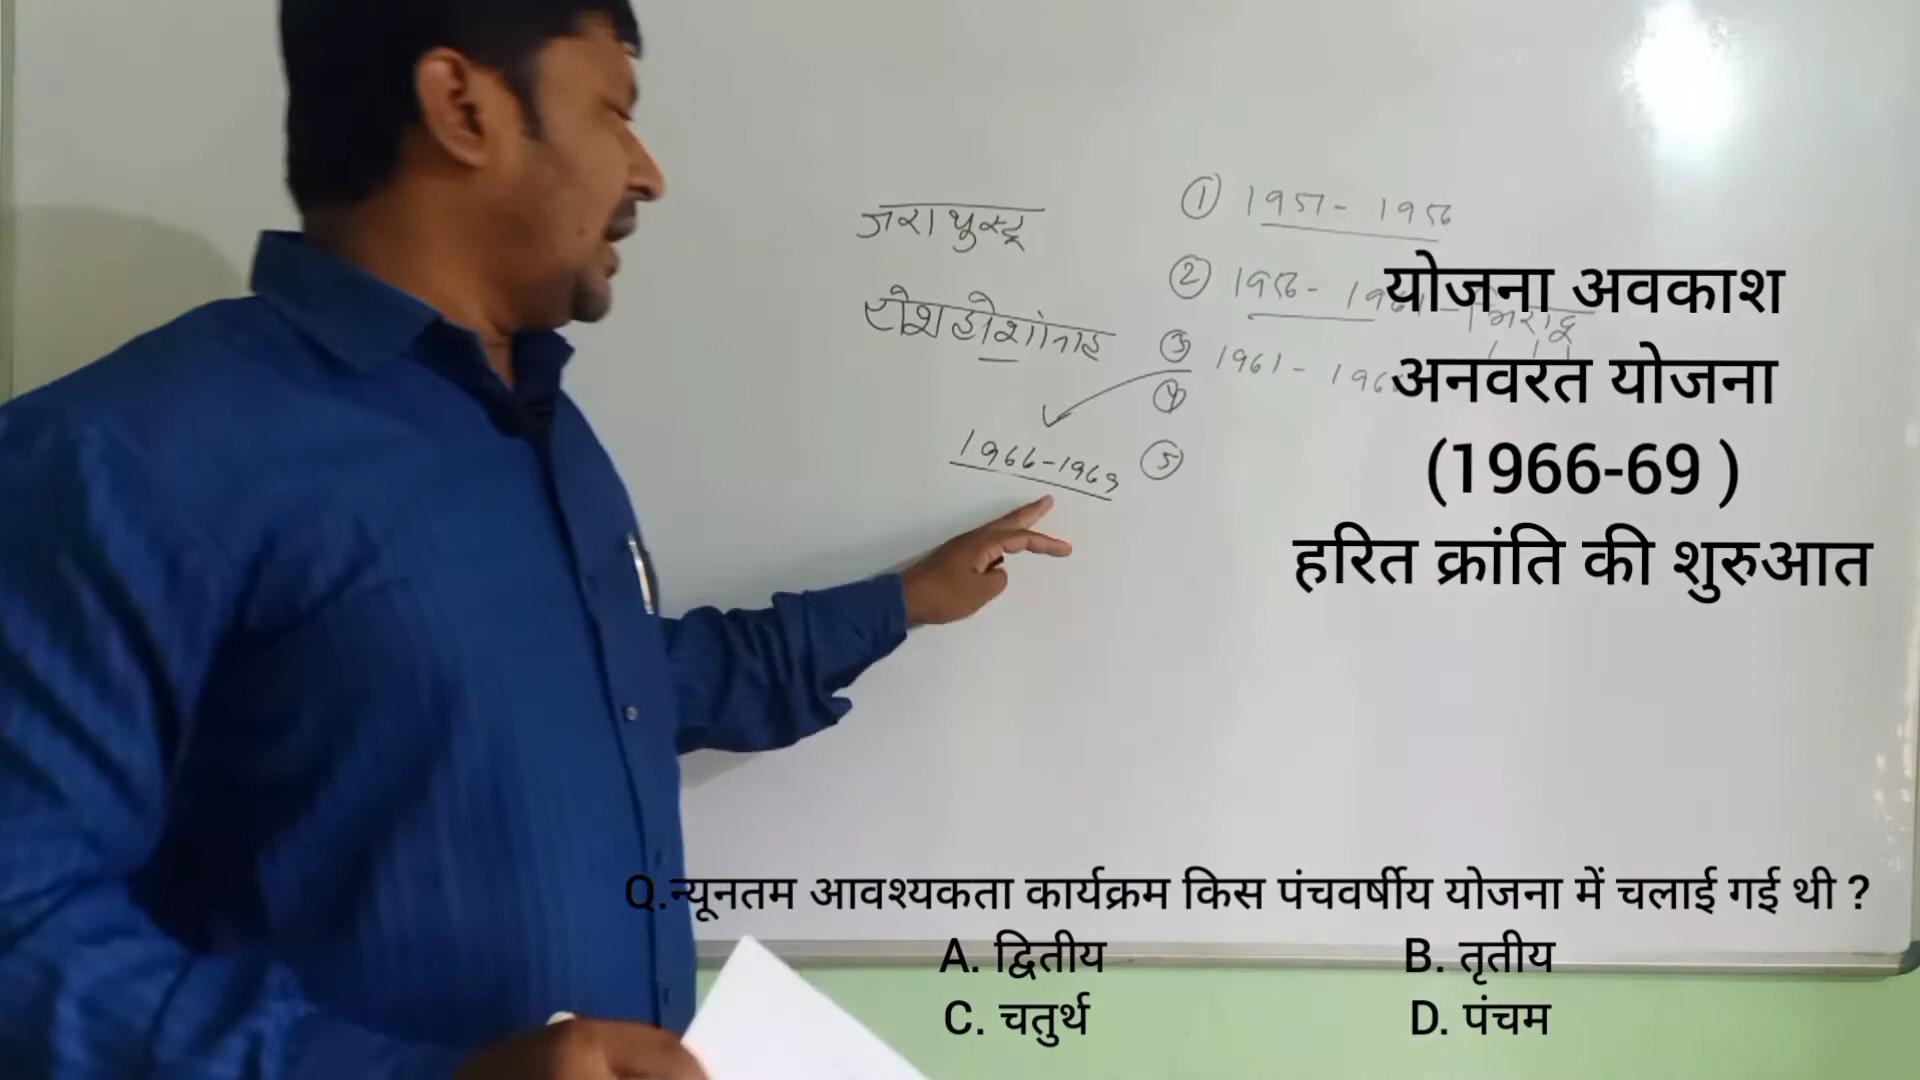 जराथुस्ट्र
रोशहोशांनाह
① 1951 - 1956
② 1956 -
③ 1961 -
④
⑤
1966-1969
योजना अवकाश
अनवरत योजना
(1966-69 )
हरित क्रांति की शुरुआत
Q.न्यूनतम आवश्यकता कार्यक्रम किस पंचवर्षीय योजना में चलाई गई थी ?
A. द्वितीय B. तृतीय
C. चतुर्थ D. पंचम